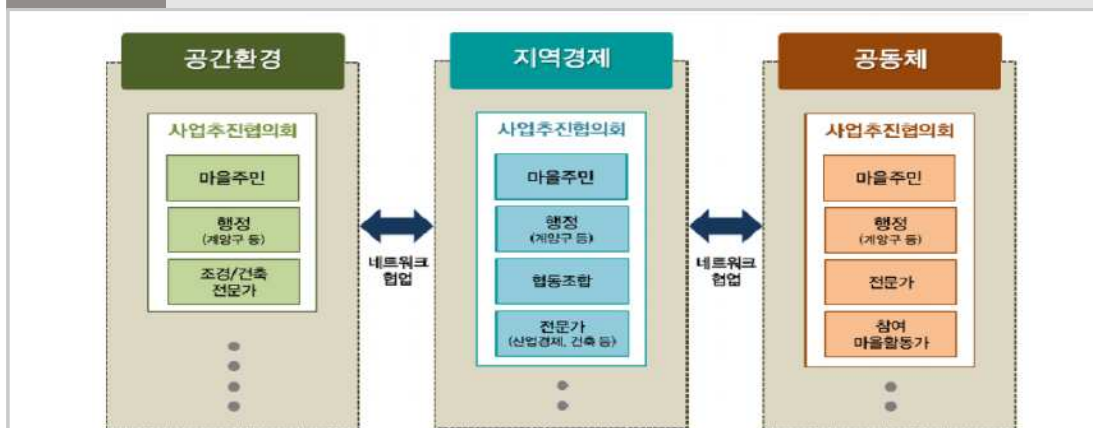 공간환경
사업추진협의회
마을주민
행정
(계양구 등)
조경/건축
전문가
네트워크
협업
지역경제
사업추진협의회
마을주민
행정
(계양구 등)
협동조합
전문가
(산업경제, 건축 등)
네트워크
협업
공동체
사업추진협의회
마을주민
행정
(계양구 등)
전문가
참여
마을활동가